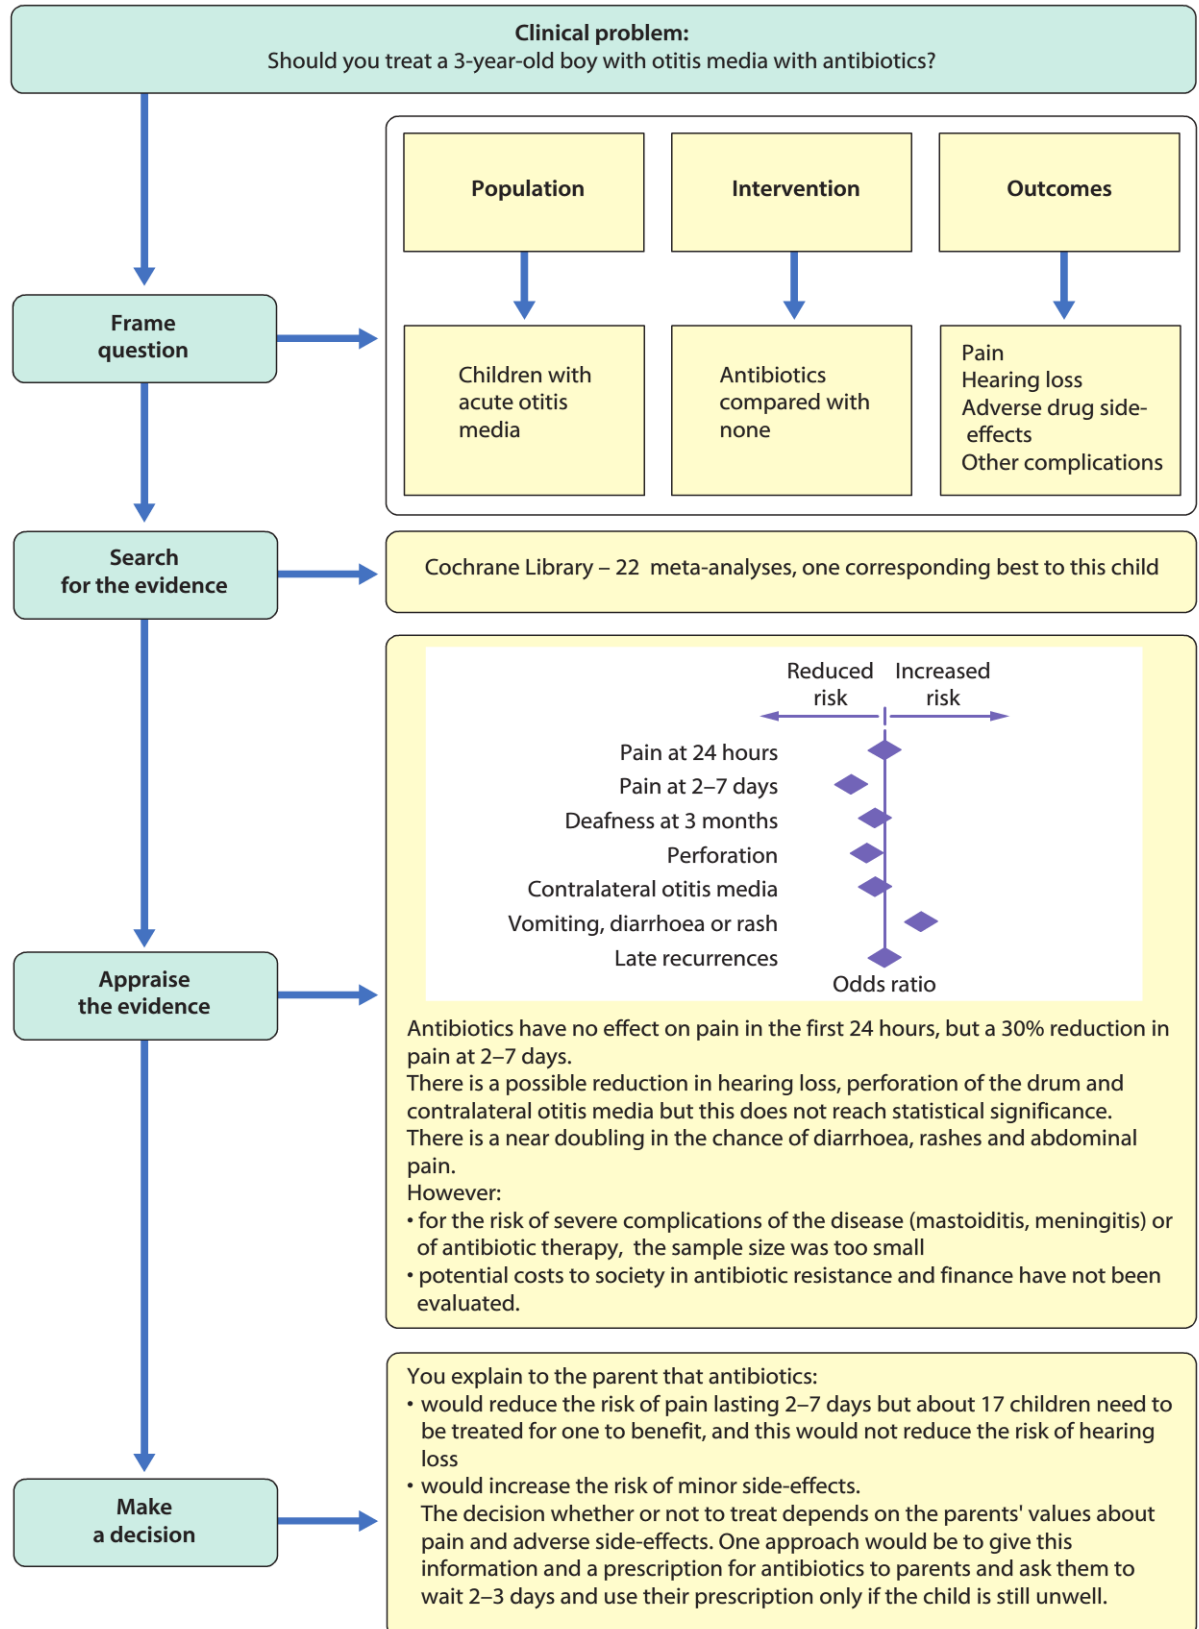 Clinical problem:
Should you treat a 3-year-old boy with otitis media with antibiotics?
Frame
question
Population
Intervention
Outcomes
Children with
acute otitis
media
Antibiotics
compared with
none
Pain
Hearing loss
Adverse drug side-
effects
Other complications
Search
for the evidence
Cochrane Library – 22 meta-analyses, one corresponding best to this child
Appraise
the evidence
Reduced
risk
Increased
risk
Pain at 24 hours
Pain at 2–7 days
Deafness at 3 months
Perforation
Contralateral otitis media
Vomiting, diarrhoea or rash
Late recurrences
Odds ratio
Antibiotics have no effect on pain in the first 24 hours, but a 30% reduction in
pain at 2–7 days.
There is a possible reduction in hearing loss, perforation of the drum and
contralateral otitis media but this does not reach statistical significance.
There is a near doubling in the chance of diarrhoea, rashes and abdominal
pain.
However:
• for the risk of severe complications of the disease (mastoiditis, meningitis) or
of antibiotic therapy, the sample size was too small
• potential costs to society in antibiotic resistance and finance have not been
evaluated.
Make
a decision
You explain to the parent that antibiotics:
• would reduce the risk of pain lasting 2–7 days but about 17 children need to
be treated for one to benefit, and this would not reduce the risk of hearing
loss
• would increase the risk of minor side-effects.
The decision whether or not to treat depends on the parents' values about
pain and adverse side-effects. One approach would be to give this
information and a prescription for antibiotics to parents and ask them to
wait 2–3 days and use their prescription only if the child is still unwell.